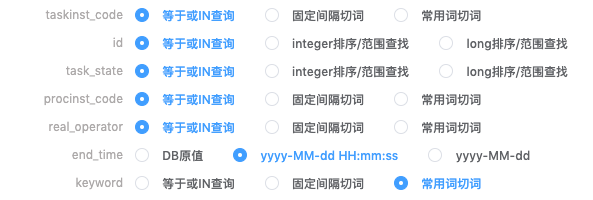 taskinst_code 等于或IN查询 固定间隔切词 常用词切词
id 等于或IN查询 integer排序/范围查找 long排序/范围查找
task_state 等于或IN查询 integer排序/范围查找 long排序/范围查找
procinst_code 等于或IN查询 固定间隔切词 常用词切词
real_operator 等于或IN查询 固定间隔切词 常用词切词
end_time DB原值 yyyy-MM-dd HH:mm:ss yyyy-MM-dd
keyword 等于或IN查询 固定间隔切词 常用词切词